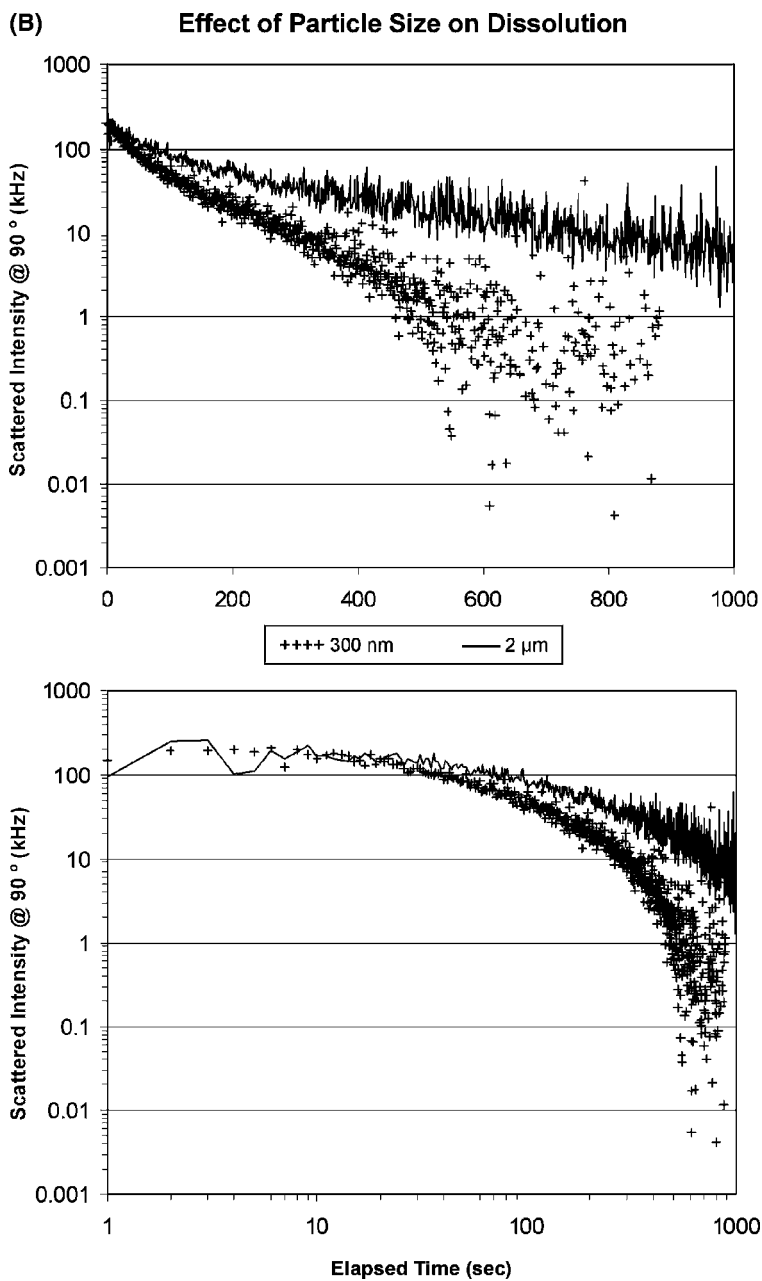 (B) Effect of Particle Size on Dissolution
Scattered Intensity @ 90 ° (kHz)
1000
100
10
1
0.1
0.01
0.001
0 200 400 600 800 1000
++++ 300 nm — 2 µm
Scattered Intensity @ 90 ° (kHz)
1000
100
10
1
0.1
0.01
0.001
1 10 100 1000
Elapsed Time (sec)